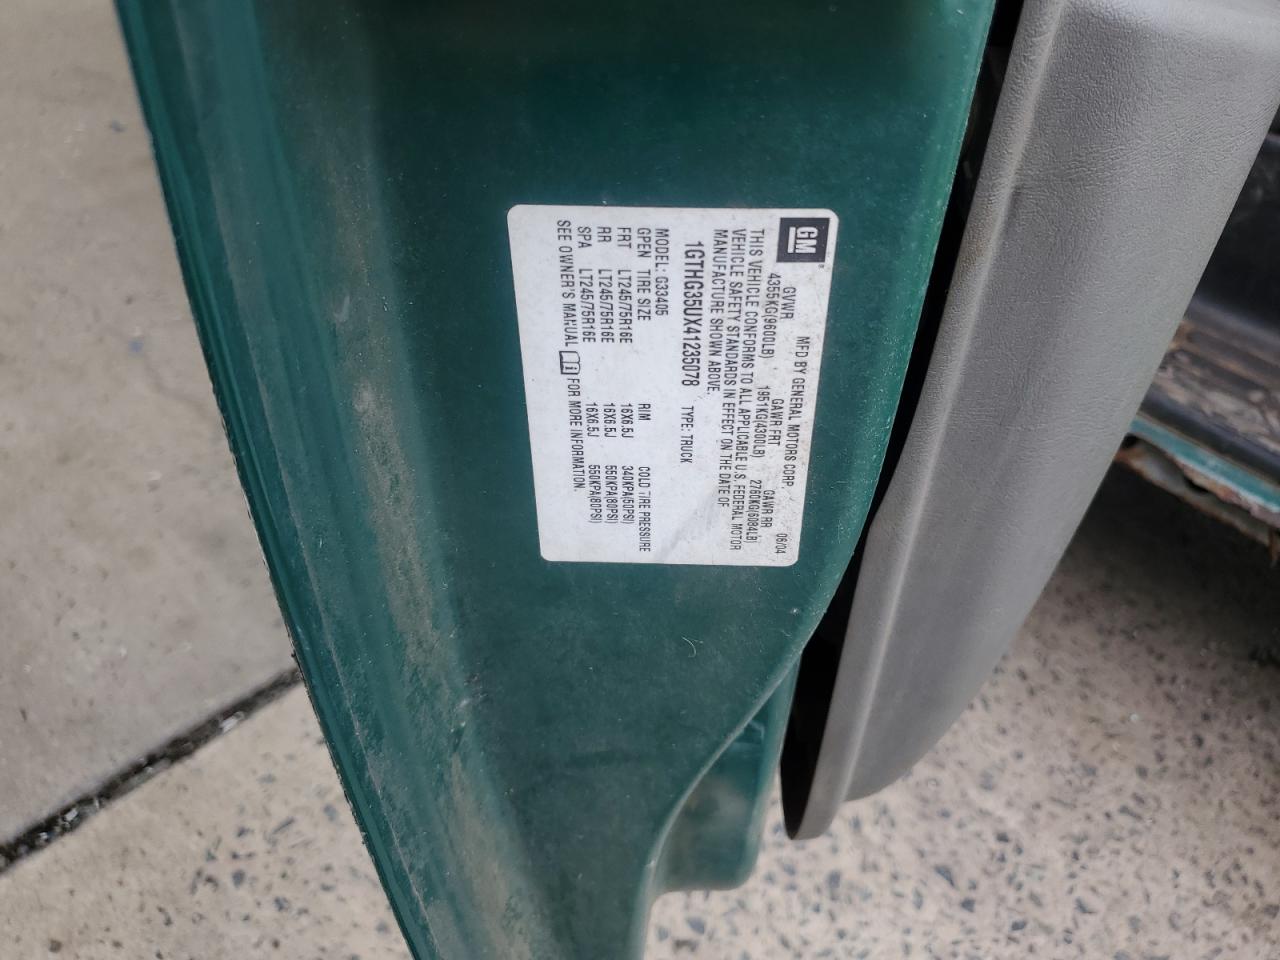 GM
MFD BY GENERAL MOTORS CORP. 06/04
GVWR GAWR FRT GAWR RR
4355KG(9600LB) 1951KG(4300LB) 2760KG(6084LB)
THIS VEHICLE CONFORMS TO ALL APPLICABLE U.S. FEDERAL MOTOR
VEHICLE SAFETY STANDARDS IN EFFECT ON THE DATE OF
MANUFACTURE SHOWN ABOVE.
1GTHG35UX41235078 TYPE: TRUCK
MODEL: G33405
GPEN TIRE SIZE RIM COLD TIRE PRESSURE
FRT LT245/75R16E 16X6.5J 340KPA(50PSI)
RR LT245/75R16E 16X6.5J 550KPA(80PSI)
SPA LT245/75R16E 16X6.5J 550KPA(80PSI)
SEE OWNER'S MANUAL FOR MORE INFORMATION.